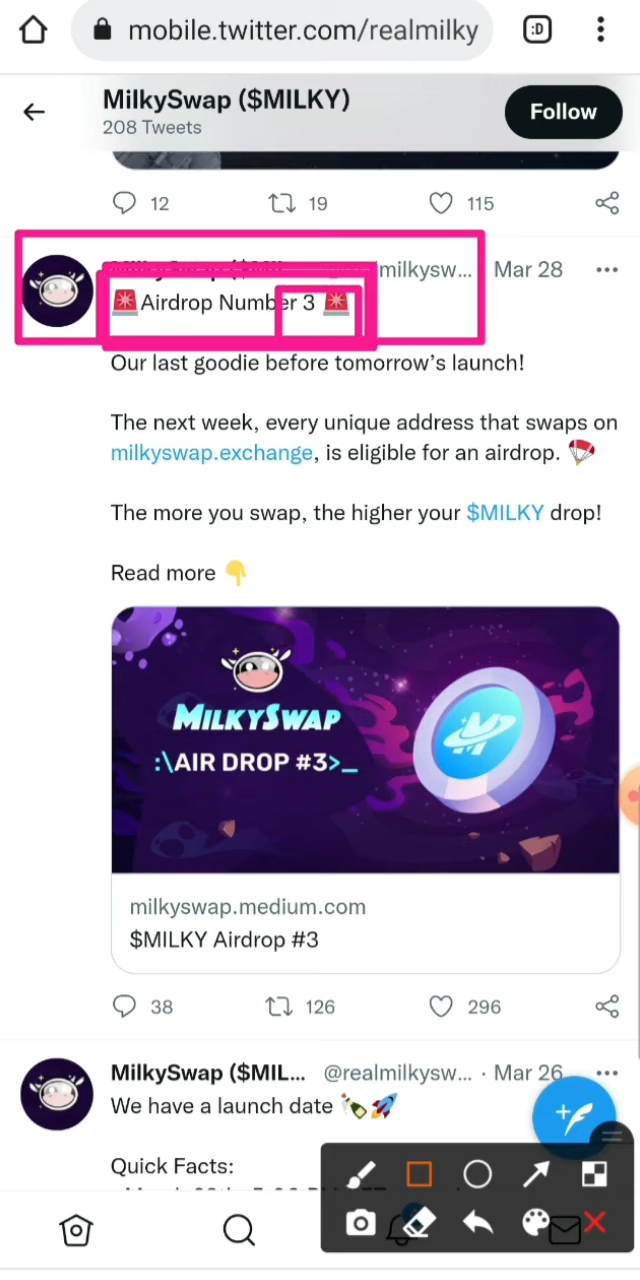 mobile.twitter.com/realmilky
:D
MilkySwap ($MILKY)
208 Tweets
Follow
12
19
115
milkysw... Mar 28
Airdrop Number 3
Our last goodie before tomorrow's launch!
The next week, every unique address that swaps on
milkyswap.exchange, is eligible for an airdrop.
The more you swap, the higher your $MILKY drop!
Read more
MILKYSWAP
:\AIR DROP #3>_
milkyswap.medium.com
$MILKY Airdrop #3
38
126
296
MilkySwap ($MIL... @realmilkysw... · Mar 26
We have a launch date
Quick Facts: